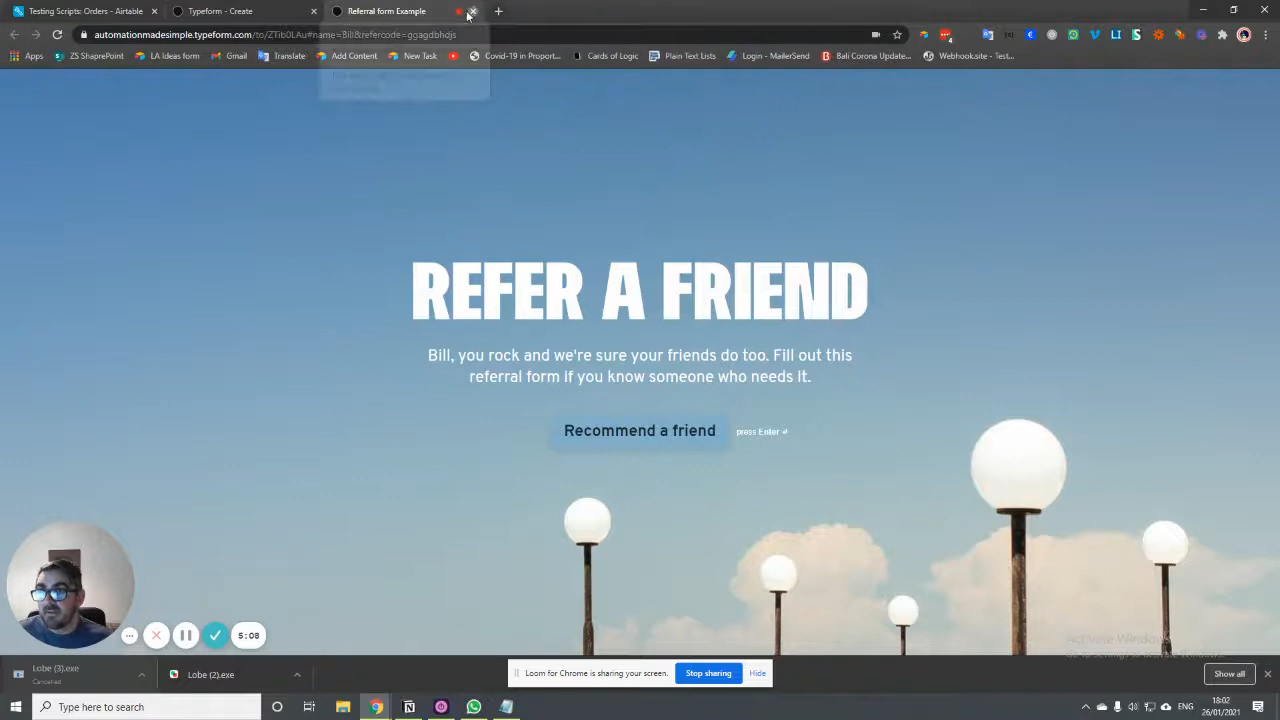 Testing Scripts: Orders - Airtable
Typeform - Create
Referral form Example
automationmadesimple.typeform.com/to/ZTib0LAu#name=Bill&refercode=ggagdbhdjs
4
Apps
ZS SharePoint
LA Ideas form
Gmail
Add Content
New Task
Covid-19 in Proport...
Cards of Logic
Plain Text Lists
Login - MailerSend
Bali Corona Update...
Webhook.site - Test...
REFER A FRIEND
Bill, you rock and we're sure your friends do too. Fill out this
referral form if you know someone who needs it.
Recommend a friend
press Enter ↵
5:08
Activate Windows
Lobe (3).exe
Canceled
Lobe (2).exe
Loom for Chrome is sharing your screen.
Stop sharing
Hide
Show all
Type here to search
ENG
18:02
26/01/2021